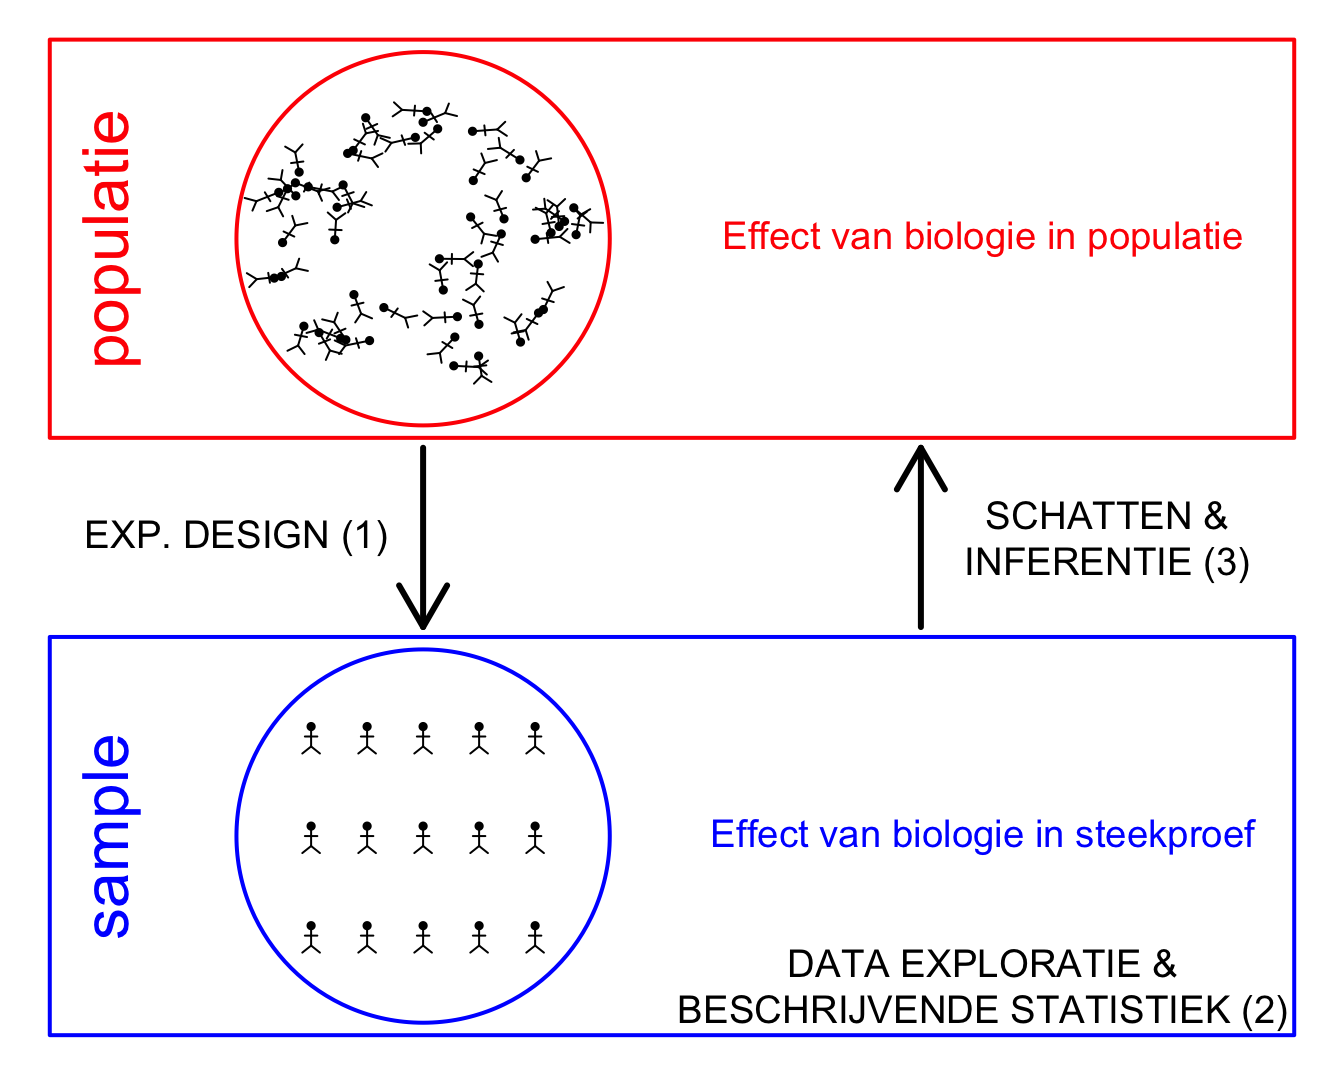 populatie
Effect van biologie in populatie
EXP. DESIGN (1)
SCHATTEN &
INFERENTIE (3)
sample
Effect van biologie in steekproef
DATA EXPLORATIE &
BESCHRIJVENDE STATISTIEK (2)